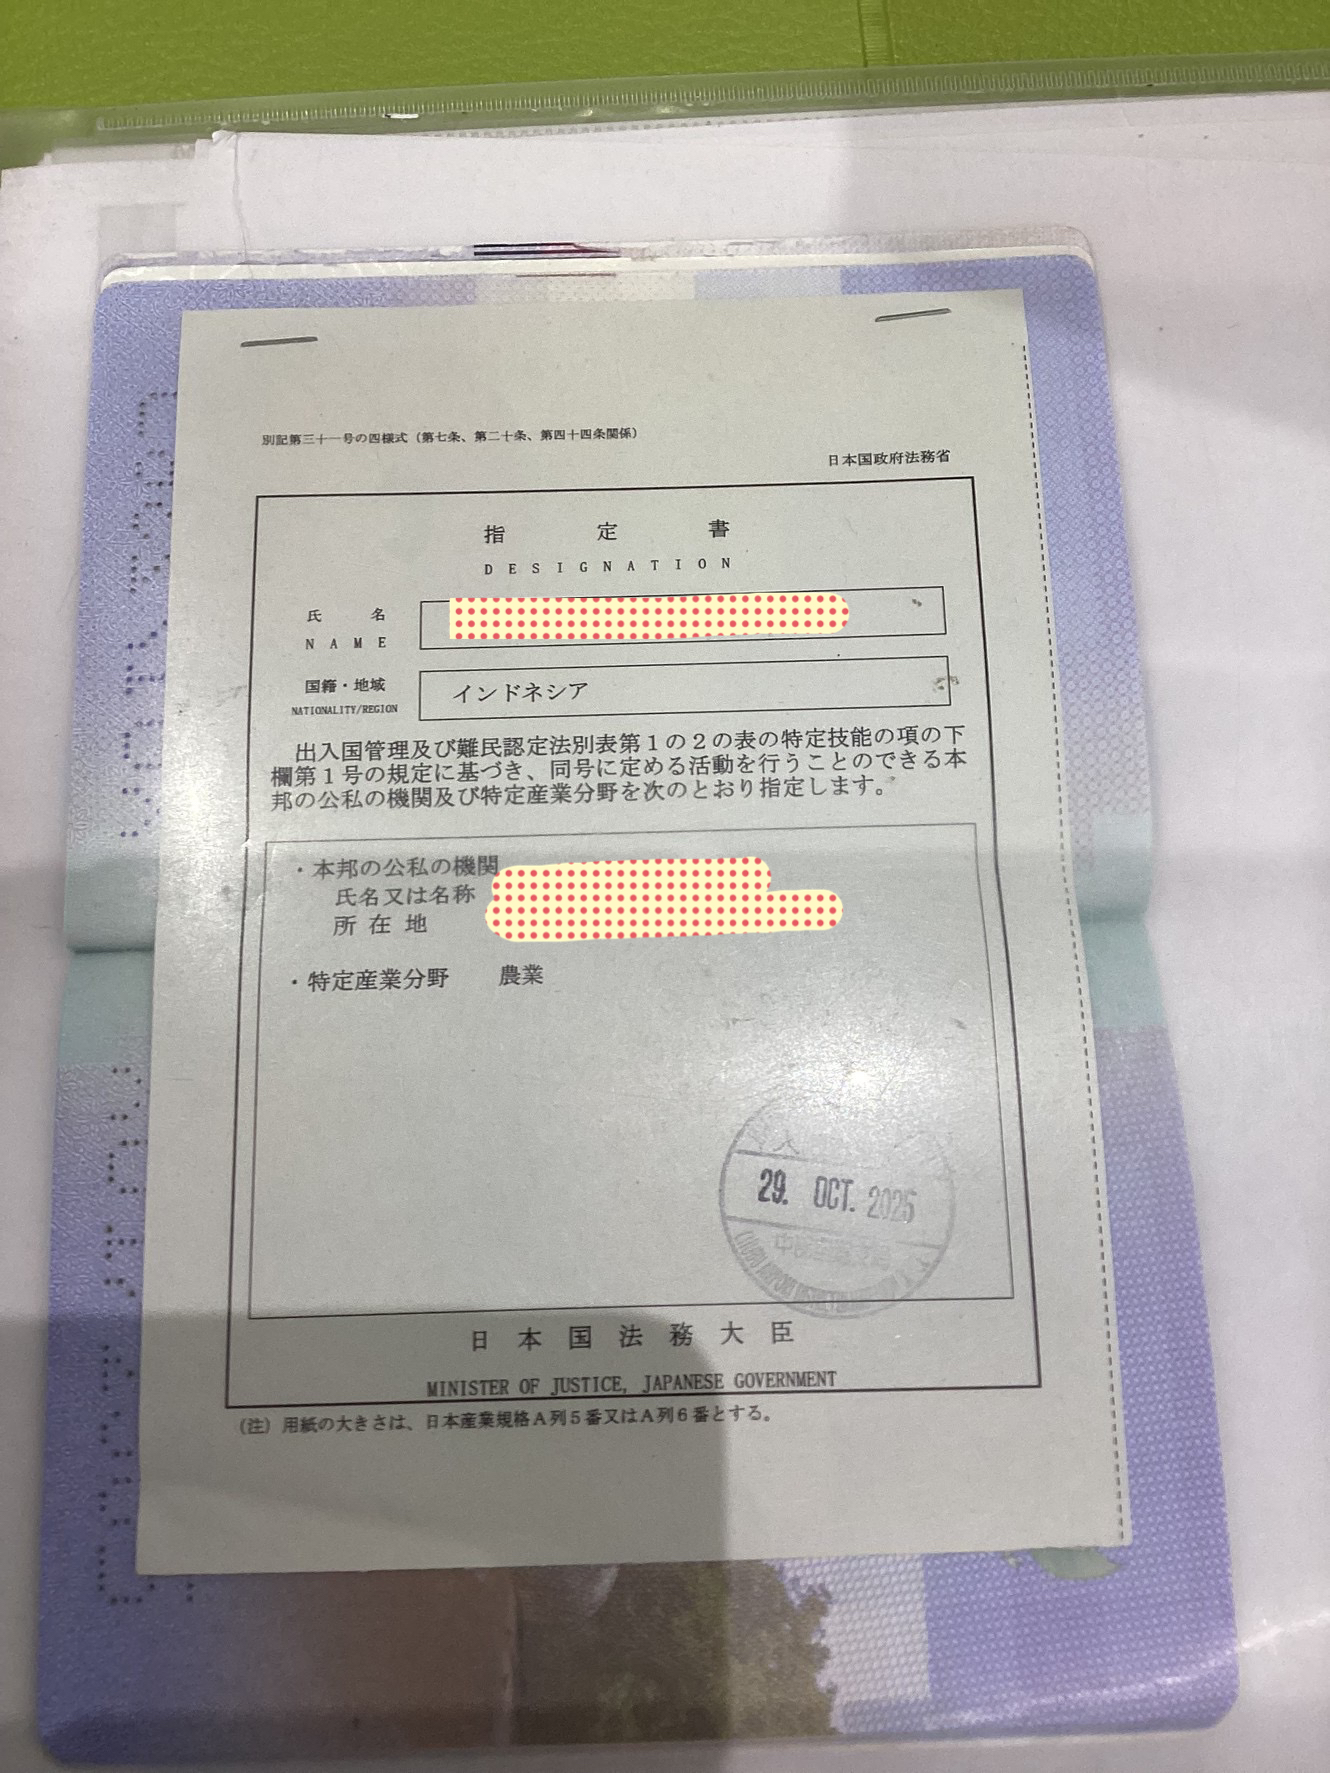 別記第三十一号の四様式（第七条、第二十条、第四十四条関係）
日本国政府法務省
指定書
DESIGNATION
氏名
NAME
国籍・地域
NATIONALITY/REGION
インドネシア
出入国管理及び難民認定法別表第１の２の表の特定技能の項の下
欄第１号の規定に基づき、同号に定める活動を行うことのできる本
邦の公私の機関及び特定産業分野を次のとおり指定します。
・本邦の公私の機関
氏名又は名称
所在地
・特定産業分野　農業
29. OCT. 2025
日本国法務大臣
MINISTER OF JUSTICE, JAPANESE GOVERNMENT
（注）用紙の大きさは、日本産業規格Ａ列５番又はＡ列６番とする。